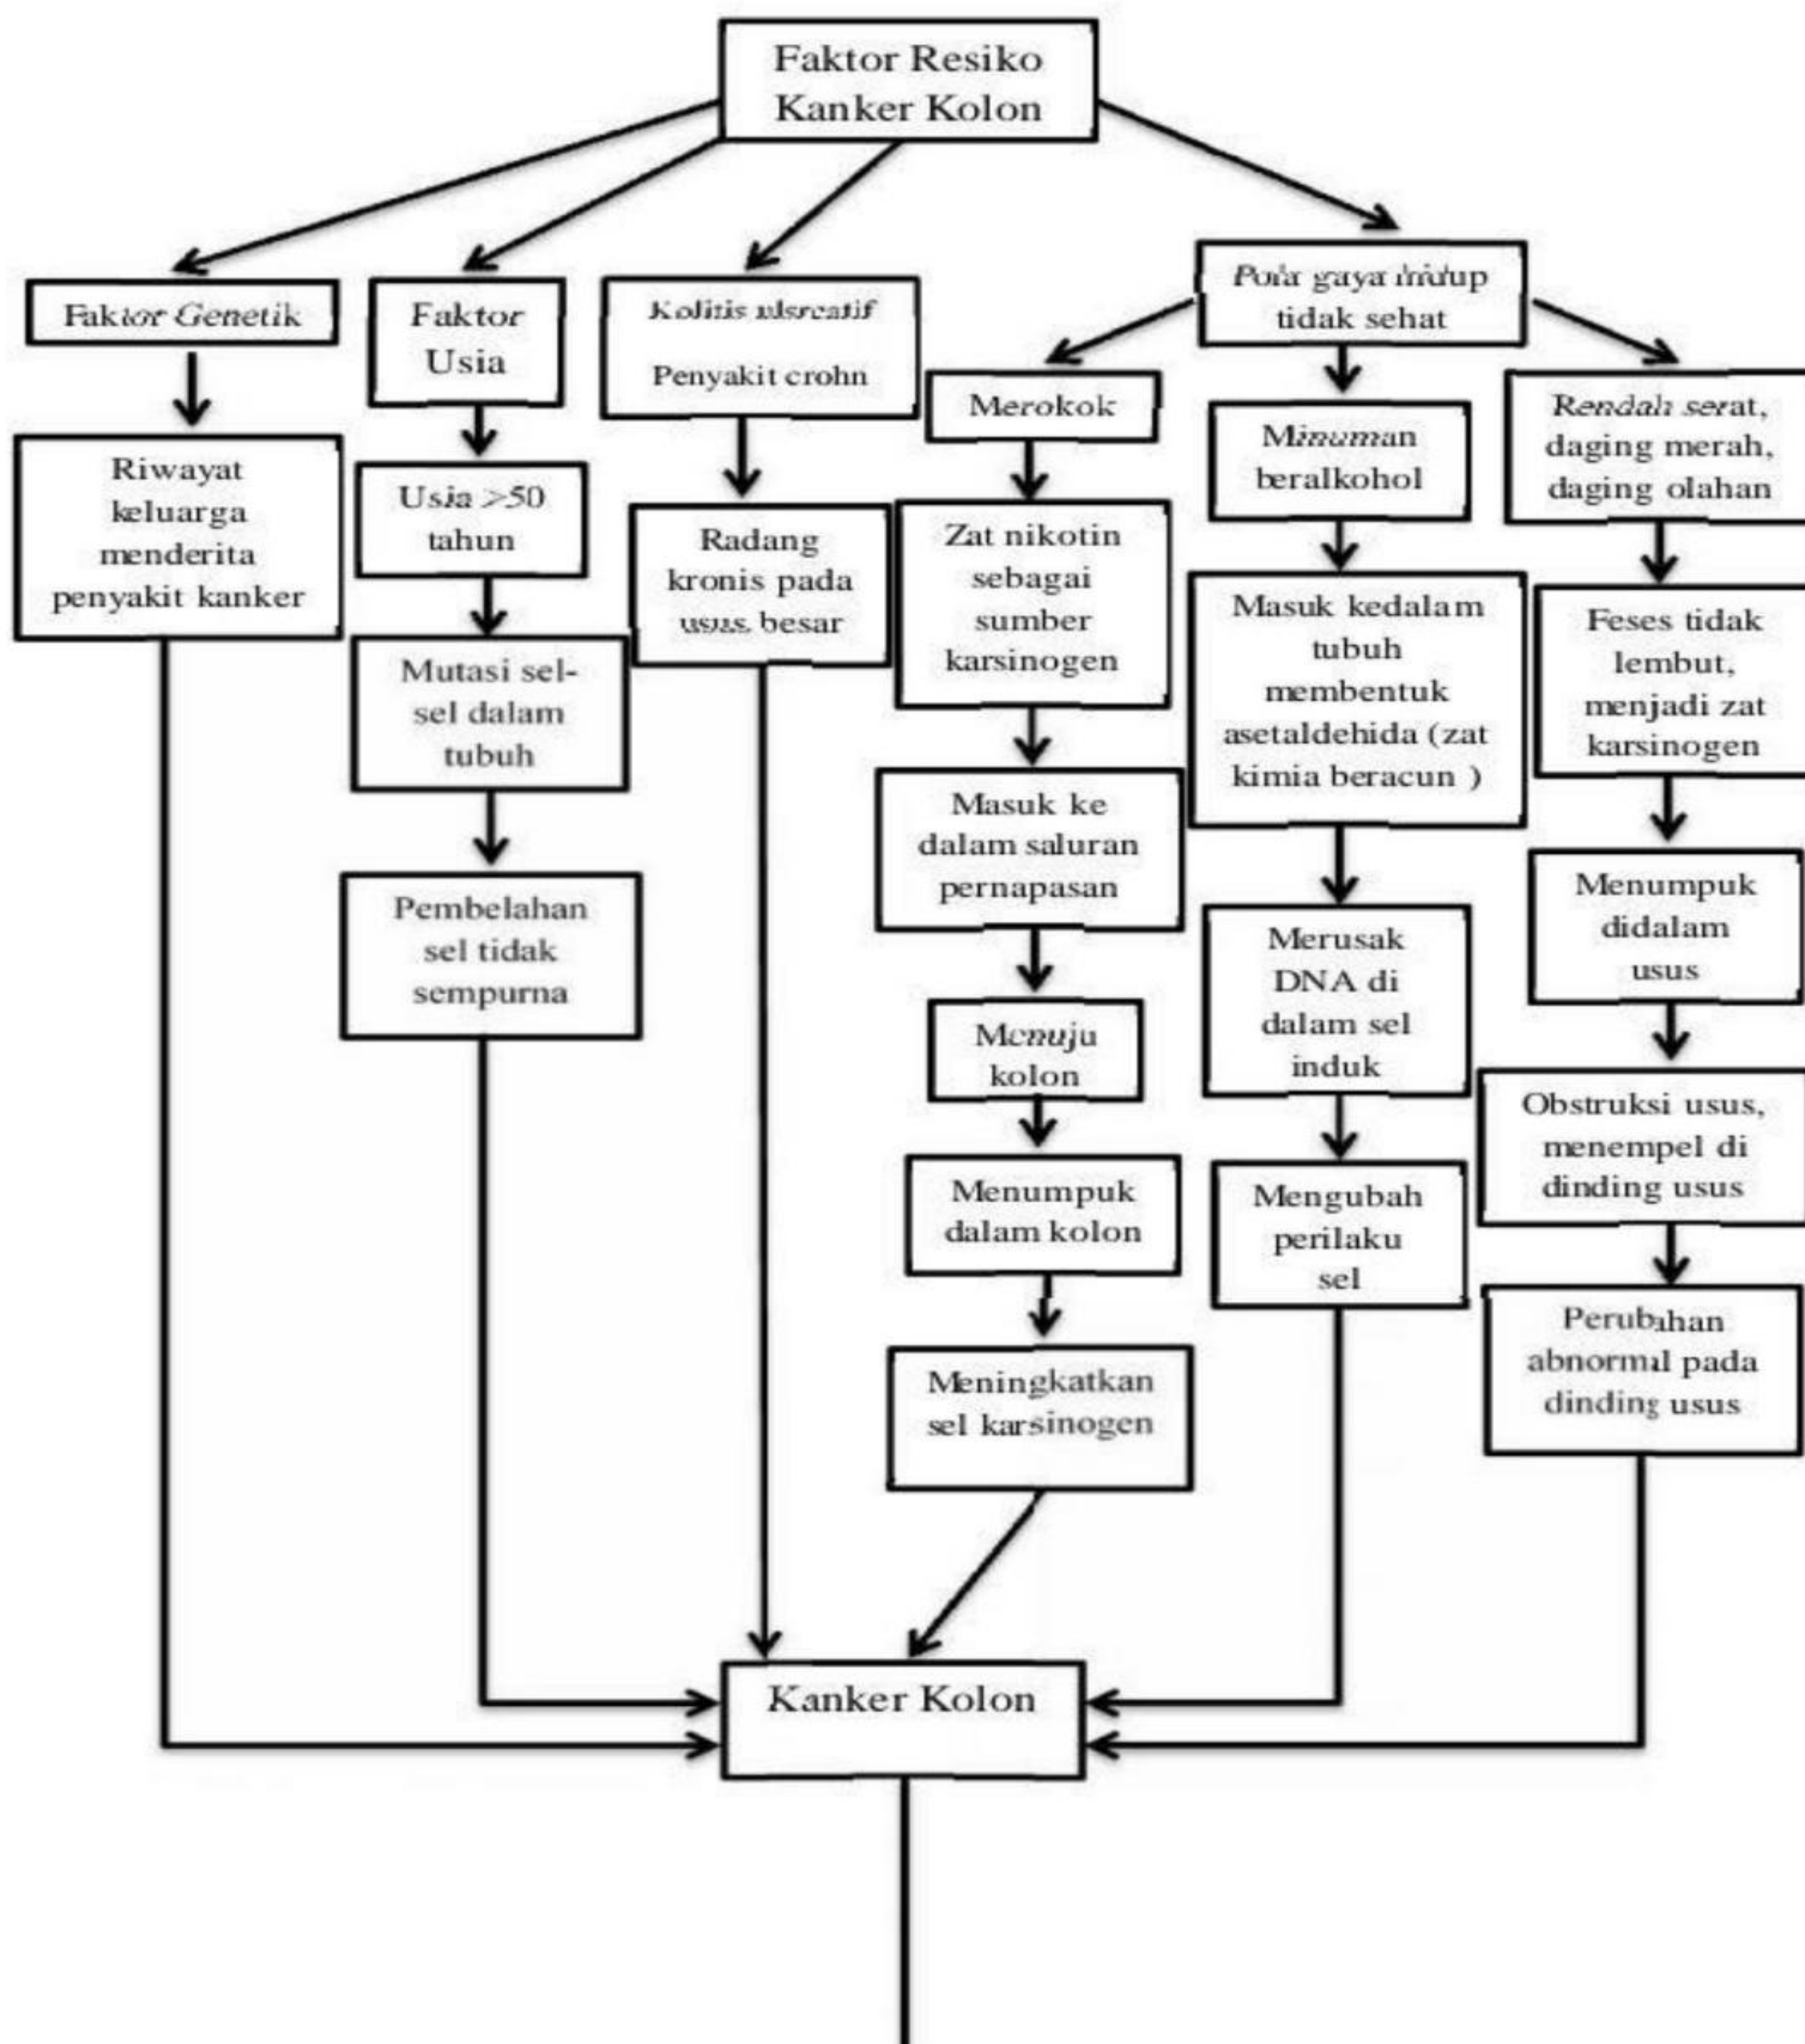 Faktor Resiko
Kanker Kolon
Faktor Genetik
Riwayat
keluarga
menderita
penyakit kanker
Faktor
Usia
Usia >50
tahun
Mutasi sel-
sel dalam
tubuh
Pembelahan
sel tidak
sempurna
Kolitis ulsreatif
Penyakit crohn
Radang
kronis pada
usus besar
Pola gaya hidup
tidak sehat
Merokok
Zat nikotin
sebagai
sumber
karsinogen
Masuk ke
dalam saluran
pernapasan
Menuju
kolon
Menumpuk
dalam kolon
Meningkatkan
sel karsinogen
Minuman
beralkohol
Masuk kedalam
tubuh
membentuk
asetaldehida (zat
kimia beracun )
Merusak
DNA di
dalam sel
induk
Mengubah
perilaku
sel
Rendah serat,
daging merah,
daging olahan
Feses tidak
lembut,
menjadi zat
karsinogen
Menumpuk
didalam
usus
Obstruksi usus,
menempel di
dinding usus
Perubahan
abnormal pada
dinding usus
Kanker Kolon